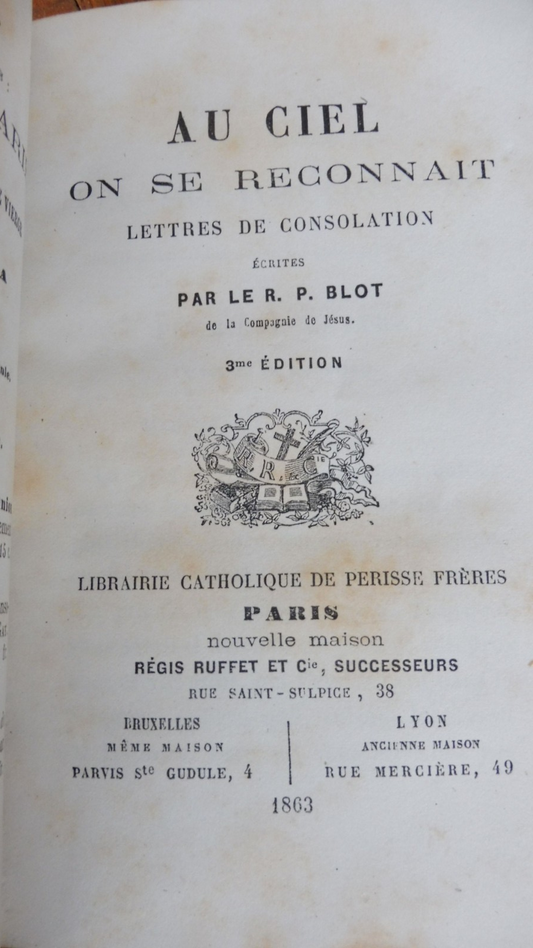 AU CIEL
ON SE RECONNAIT
LETTRES DE CONSOLATION
ÉCRITES
PAR LE R. P. BLOT
de la Compagnie de Jésus.
3me ÉDITION
R. R. & Cie
LIBRAIRIE CATHOLIQUE DE PERISSE FRÈRES
PARIS
nouvelle maison
RÉGIS RUFFET ET Cie, SUCCESSEURS
RUE SAINT-SULPICE, 38
BRUXELLES
MÊME MAISON
PARVIS Ste GUDULE, 4
LYON
ANCIENNE MAISON
RUE MERCIÈRE, 49
1863